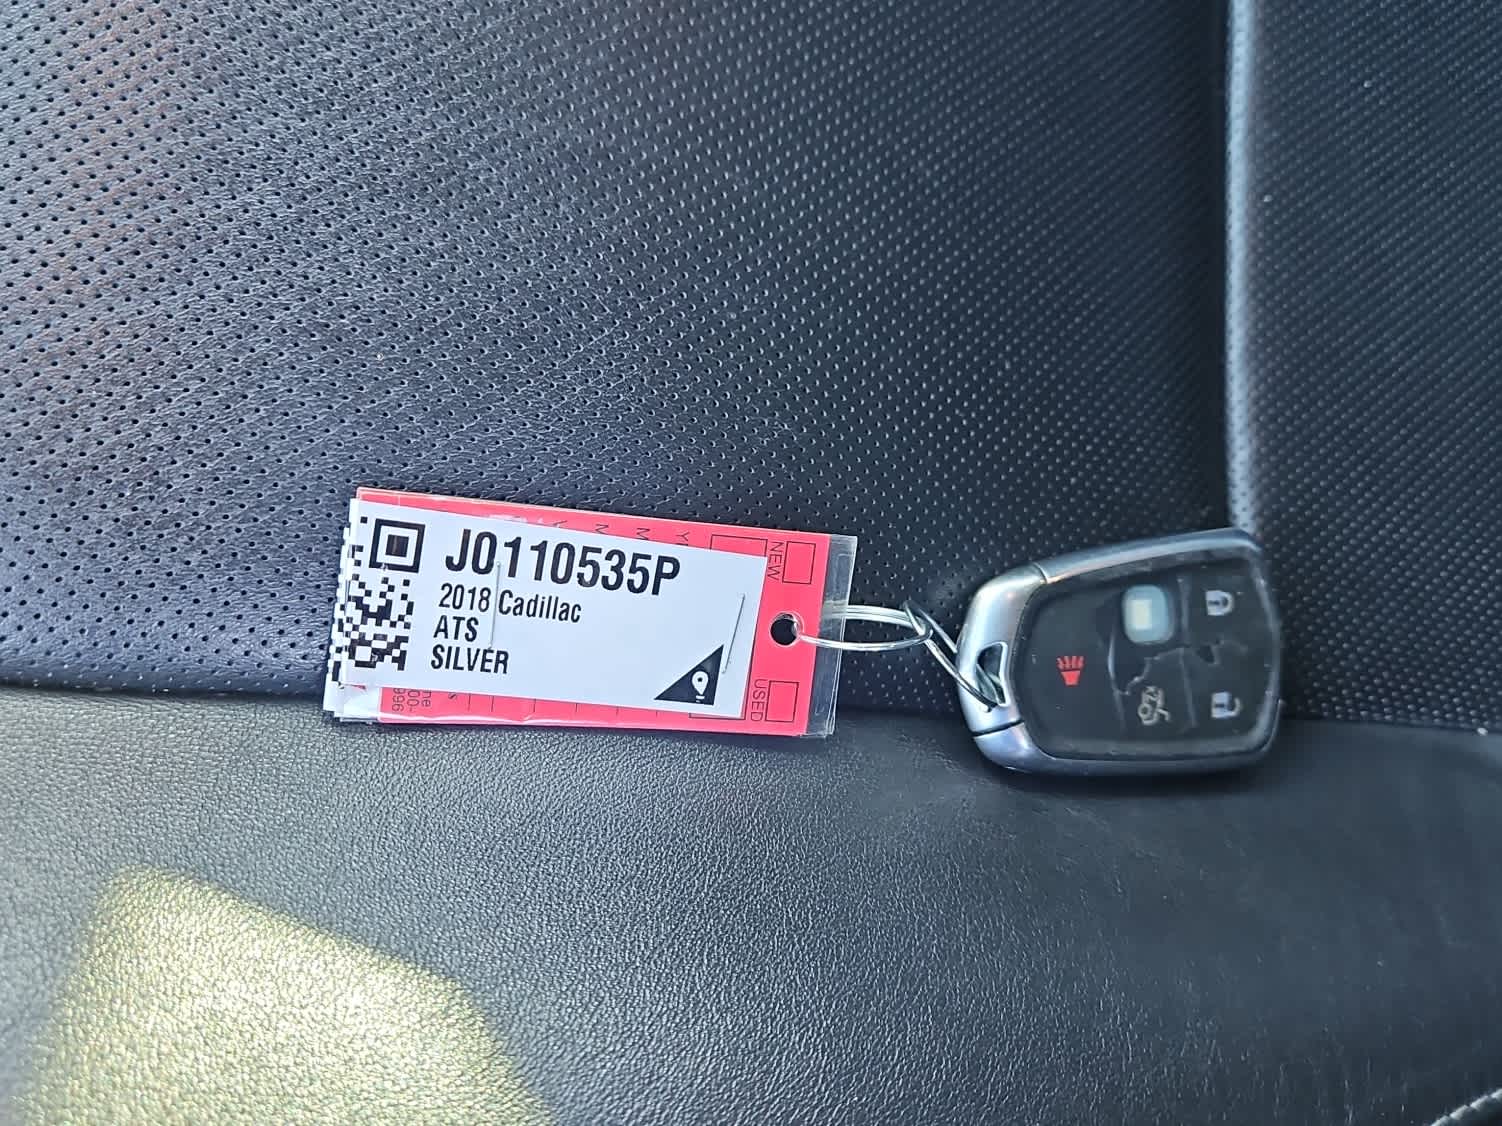 J0110535P
2018 Cadillac
ATS
SILVER
NEW
USED
Y
M